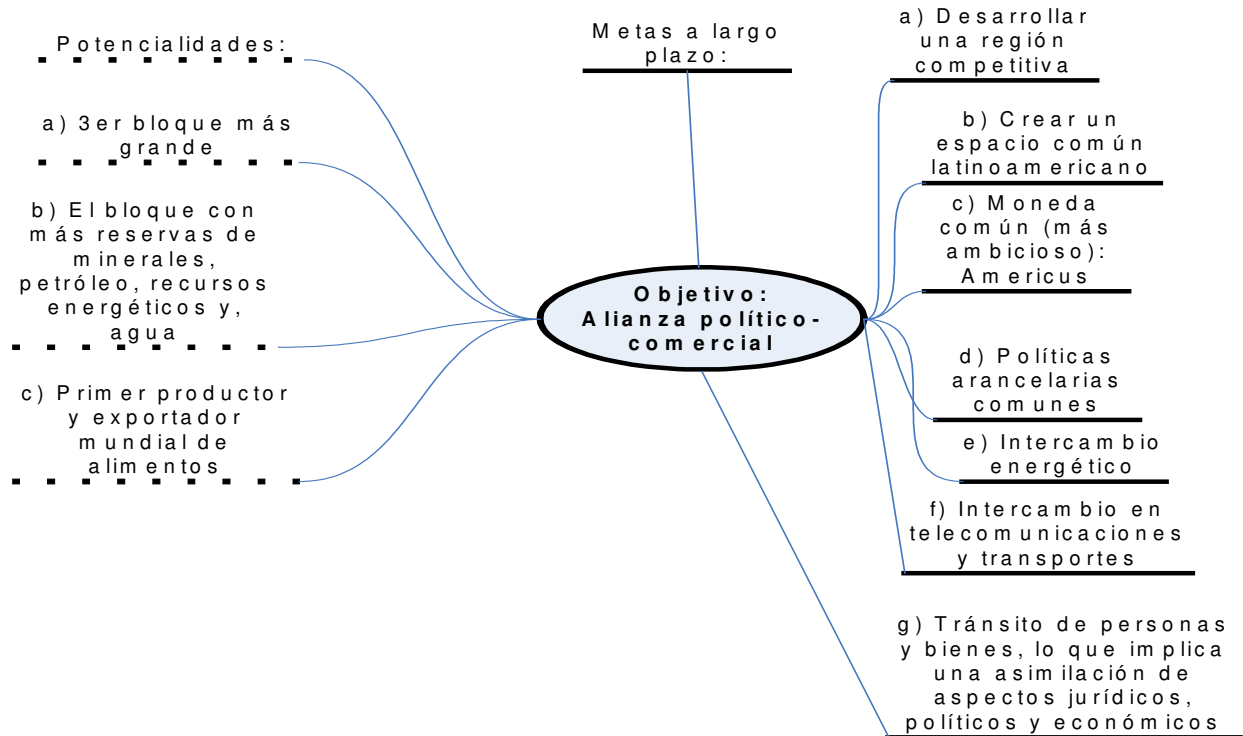 Potencialidades:
a) 3er bloque más
grande
b) El bloque con
más reservas de
minerales,
petróleo, recursos
energéticos y,
agua
c) Primer productor
y exportador
mundial de
alimentos
Metas a largo
plazo:
Objetivo:
Alianza político-
comercial
a) Desarrollar
una región
competitiva
b) Crear un
espacio común
latinoamericano
c) Moneda
común (más
ambicioso):
Americus
d) Políticas
arancelarias
comunes
e) Intercambio
energético
f) Intercambio en
telecomunicaciones
y transportes
g) Tránsito de personas
y bienes, lo que implica
una asimilación de
aspectos jurídicos,
políticos y económicos